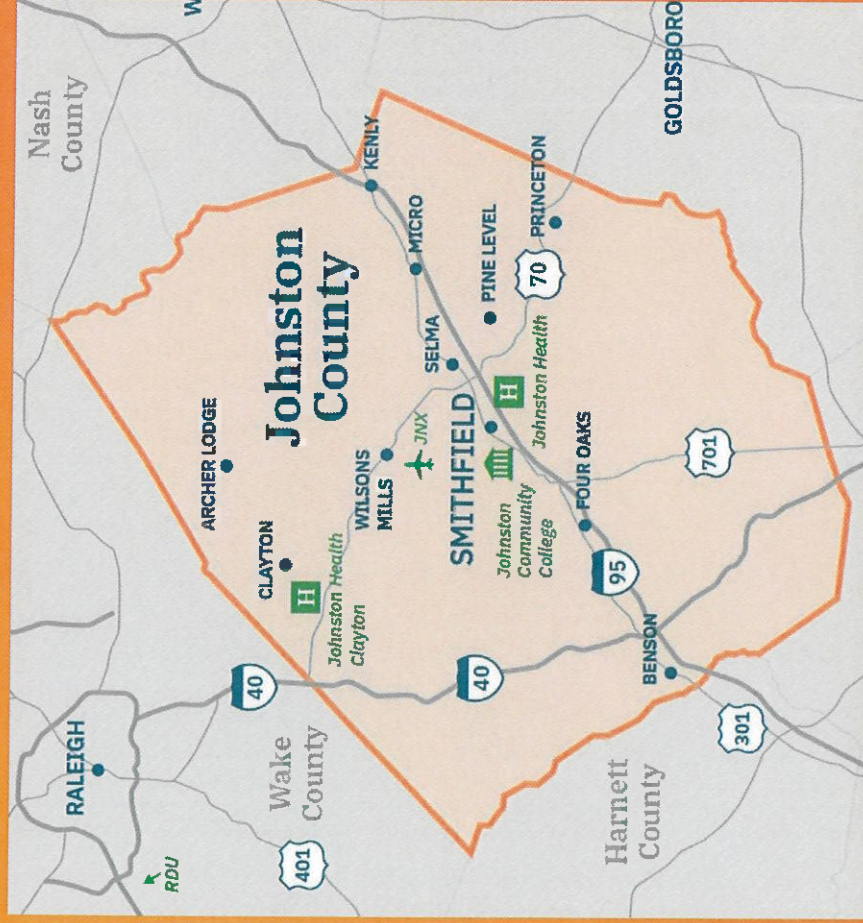 Nash
County
RALEIGH
RDU
W
ARCHER LODGE
40
CLAYTON
Johnston
County
Wake
County
401
H
Johnston Health
Clayton
WILSONS
MILLS
KENLY
JNX
MICRO
SELMA
SMITHFIELD
40
PINE LEVEL
H
Johnston
Community
College
Johnston Health
70
PRINCETON
FOUR OAKS
95
Harnett
County
BENSON
GOLDSBORO
701
301